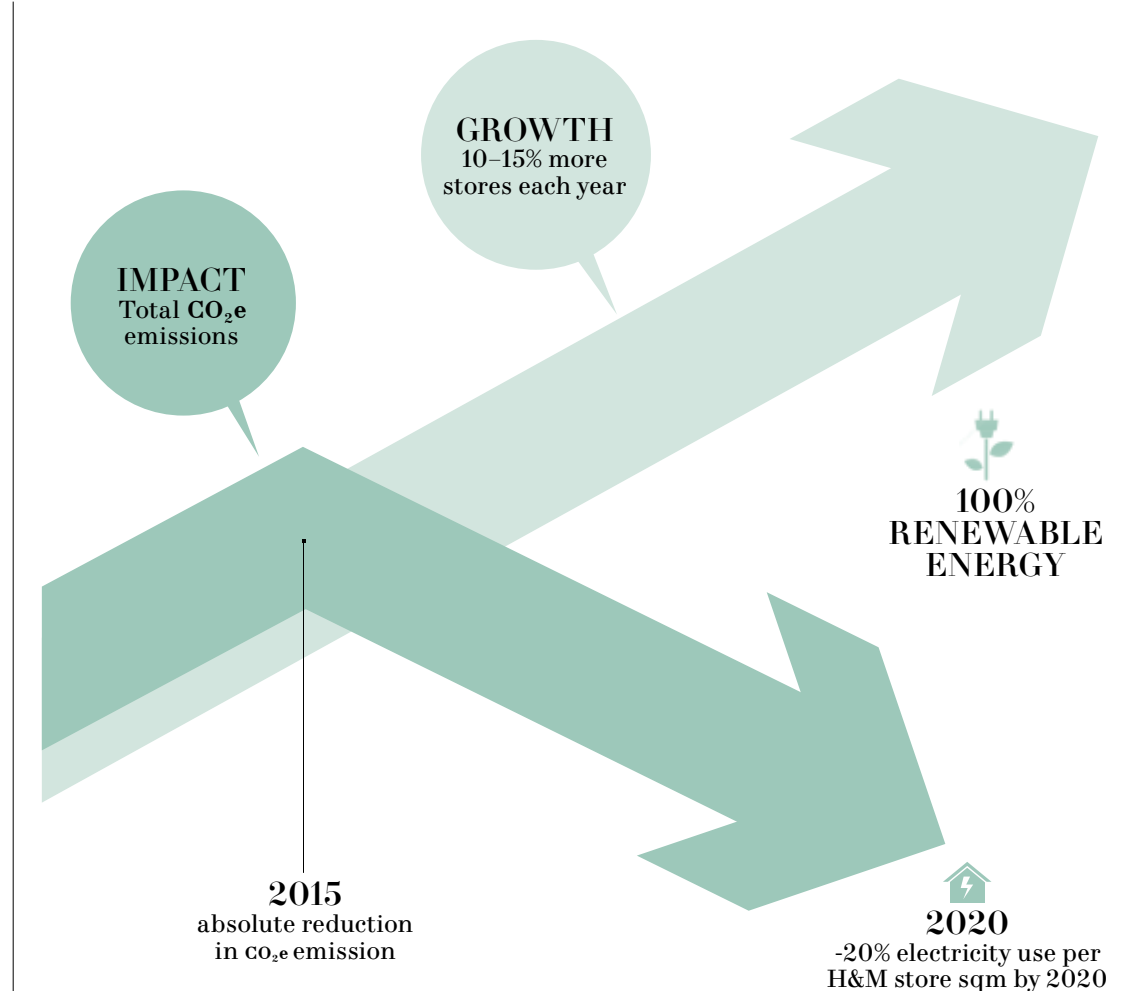 GROWTH
10–15% more
stores each year
IMPACT
Total CO₂e
emissions
100%
RENEWABLE
ENERGY
2015
absolute reduction
in CO₂e emission
2020
-20% electricity use per
H&M store sqm by 2020